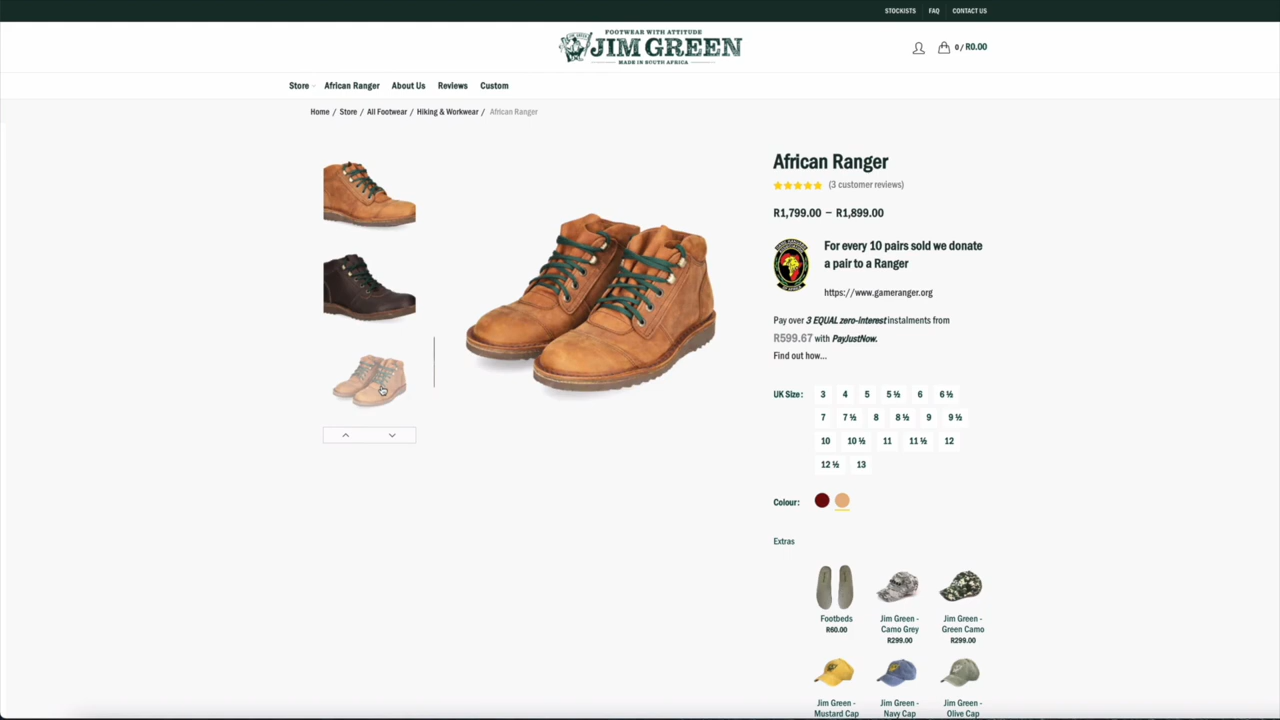 STOCKISTS FAQ CONTACT US
FOOTWEAR WITH ATTITUDE
JIM GREEN
MADE IN SOUTH AFRICA
0 / R0.00
Store African Ranger About Us Reviews Custom
Home / Store / All Footwear / Hiking & Workwear / African Ranger
African Ranger
(3 customer reviews)
R1,799.00 – R1,899.00
For every 10 pairs sold we donate
a pair to a Ranger
https://www.gameranger.org
Pay over 3 EQUAL zero-interest instalments from
R599.67 with PayJustNow.
Find out how...
UK Size : 3 4 5 5 ½ 6 6 ½
7 7 ½ 8 8 ½ 9 9 ½
10 10 ½ 11 11 ½ 12
12 ½ 13
Colour :
Extras
Footbeds
R60.00
Jim Green -
Camo Grey
R299.00
Jim Green -
Green Camo
R299.00
Jim Green -
Mustard Cap
Jim Green -
Navy Cap
Jim Green -
Olive Cap